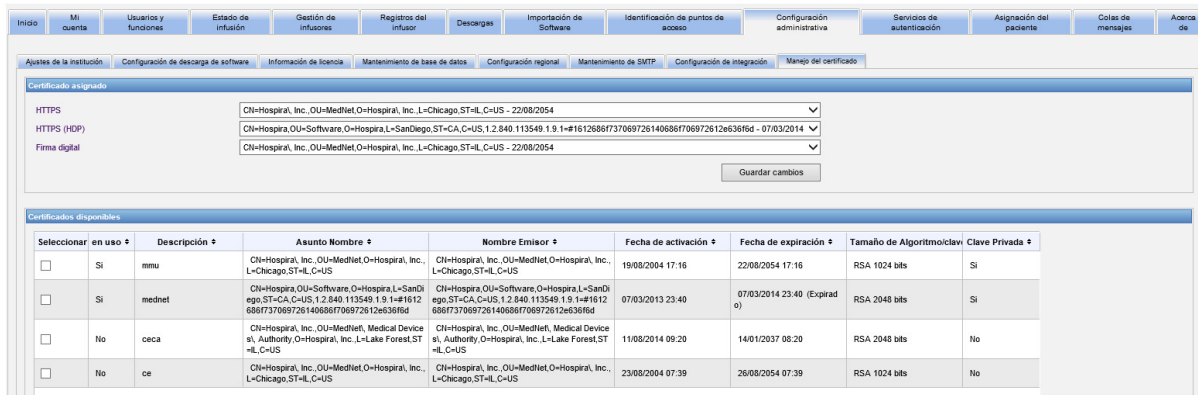 Inicio
Mi cuenta
Usuarios y funciones
Estado de infusión
Gestión de infusores
Registros del infusor
Descargas
Importación de Software
Identificación de puntos de acceso
Configuración administrativa
Servicios de autenticación
Asignación del paciente
Colas de mensajes
Acerca de
Ajustes de la institución
Configuración de descarga de software
Información de licencia
Mantenimiento de base de datos
Configuración regional
Mantenimiento de SMTP
Configuración de integración
Manejo del certificado
Certificado asignado
HTTPS
CN=Hospira\, Inc.,OU=MedNet,O=Hospira\, Inc.,L=Chicago,ST=IL,C=US - 22/08/2054
HTTPS (HDP)
CN=Hospira,OU=Software,O=Hospira,L=SanDiego,ST=CA,C=US,1.2.840.113549.1.9.1=#1612686f737069726140686f706972612e636f6d - 07/03/2014
Firma digital
CN=Hospira\, Inc.,OU=MedNet,O=Hospira\, Inc.,L=Chicago,ST=IL,C=US - 22/08/2054
Guardar cambios
Certificados disponibles
Seleccionar en uso Descripción Asunto Nombre Nombre Emisor Fecha de activación Fecha de expiración Tamaño de Algoritmo/clave Clave Privada
Si mmu
CN=Hospira\, Inc.,OU=MedNet,O=Hospira\, Inc.,
L=Chicago,ST=IL,C=US
CN=Hospira\, Inc.,OU=MedNet,O=Hospira\, Inc.,
L=Chicago,ST=IL,C=US
19/08/2004 17:16 22/08/2054 17:16 RSA 1024 bits Si
Si mednet
CN=Hospira,OU=Software,O=Hospira,L=SanDi
ego,ST=CA,C=US,1.2.840.113549.1.9.1=#1612
686f737069726140686f706972612e636f6d
CN=Hospira,OU=Software,O=Hospira,L=SanDi
ego,ST=CA,C=US,1.2.840.113549.1.9.1=#1612
686f737069726140686f706972612e636f6d
07/03/2013 23:40
07/03/2014 23:40 (Expirad
o)
RSA 2048 bits Si
No ceca
CN=Hospira\, Inc.,OU=MedNet\, Medical Device
s\, Authority,O=Hospira\, Inc.,L=Lake Forest,ST
=IL,C=US
CN=Hospira\, Inc.,OU=MedNet\, Medical Device
s\, Authority,O=Hospira\, Inc.,L=Lake Forest,ST
=IL,C=US
11/08/2014 09:20 14/01/2037 08:20 RSA 2048 bits No
No ce
CN=Hospira\, Inc.,OU=MedNet,O=Hospira\, Inc.,
L=Chicago,ST=IL,C=US
CN=Hospira\, Inc.,OU=MedNet,O=Hospira\, Inc.,
L=Chicago,ST=IL,C=US
23/08/2004 07:39 26/08/2054 07:39 RSA 1024 bits No